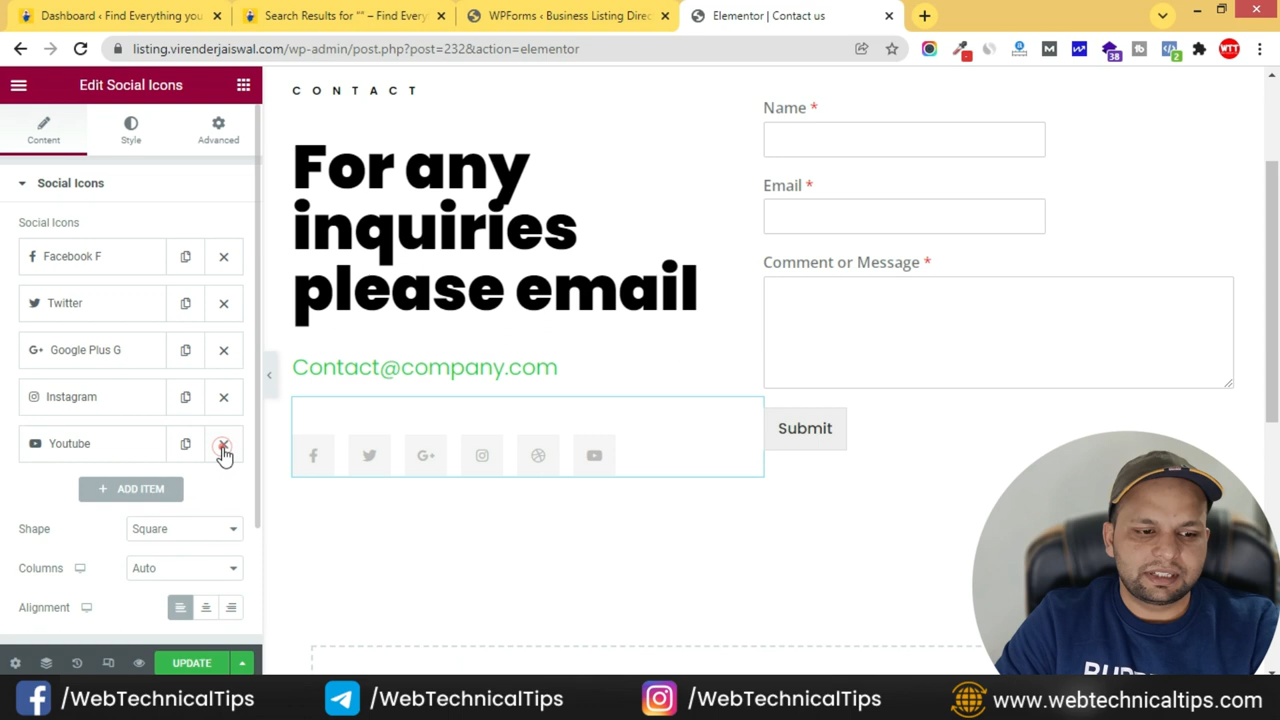 Dashboard ‹ Find Everything you
Search Results for "" – Find Every
WPForms ‹ Business Listing Direc
Elementor | Contact us
listing.virenderjaiswal.com/wp-admin/post.php?post=232&action=elementor
38
2
WTT
Edit Social Icons
Content
Style
Advanced
Social Icons
Social Icons
Facebook F
Twitter
Google Plus G
Instagram
Youtube
+ ADD ITEM
Shape
Square
Columns
Auto
Alignment
UPDATE
CONTACT
For any
inquiries
please email
Contact@company.com
Name *
Email *
Comment or Message *
Submit
/WebTechnicalTips
/WebTechnicalTips
/WebTechnicalTips
www.webtechnicaltips.com